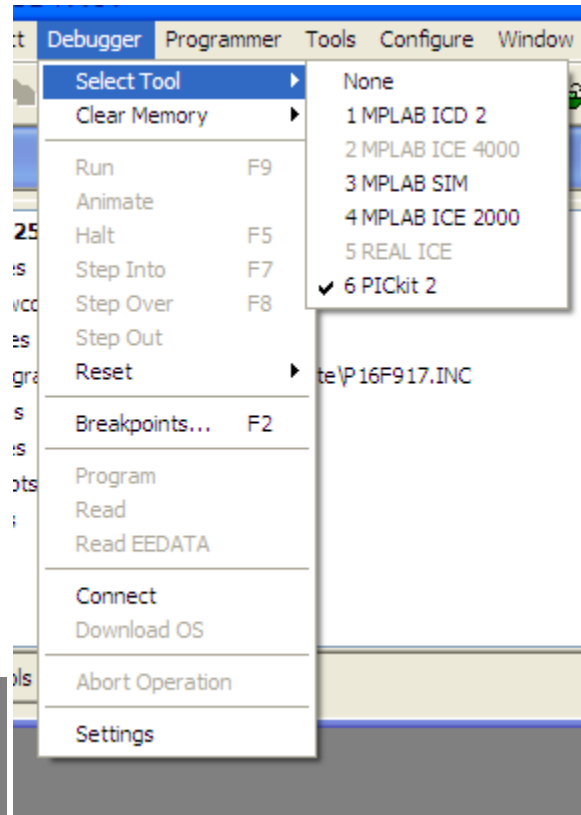 Debugger Programmer Tools Configure Window
Select Tool
Clear Memory
Run F9
Animate
Halt F5
Step Into F7
Step Over F8
Step Out
Reset
Breakpoints... F2
Program
Read
Read EEDATA
Connect
Download OS
Abort Operation
Settings
None
1 MPLAB ICD 2
2 MPLAB ICE 4000
3 MPLAB SIM
4 MPLAB ICE 2000
5 REAL ICE
6 PICkit 2
25
te\P16F917.INC